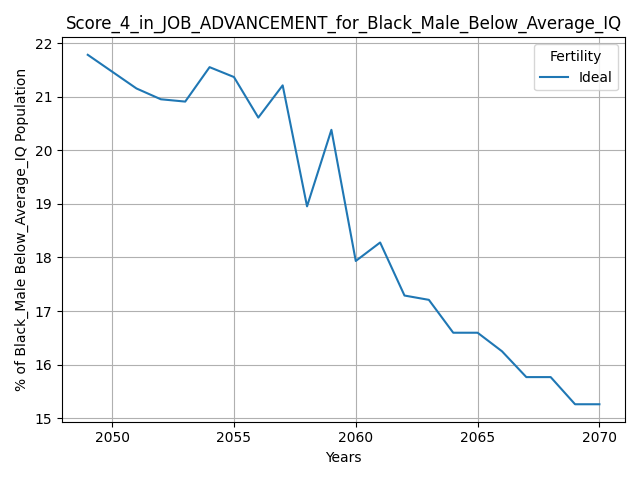 Score_4_in_JOB_ADVANCEMENT_for_Black_Male_Below_Average_IQ
% of Black_Male Below_Average_IQ Population
22
21
20
19
18
17
16
15
Fertility
Ideal
2050 2055 2060 2065 2070
Years